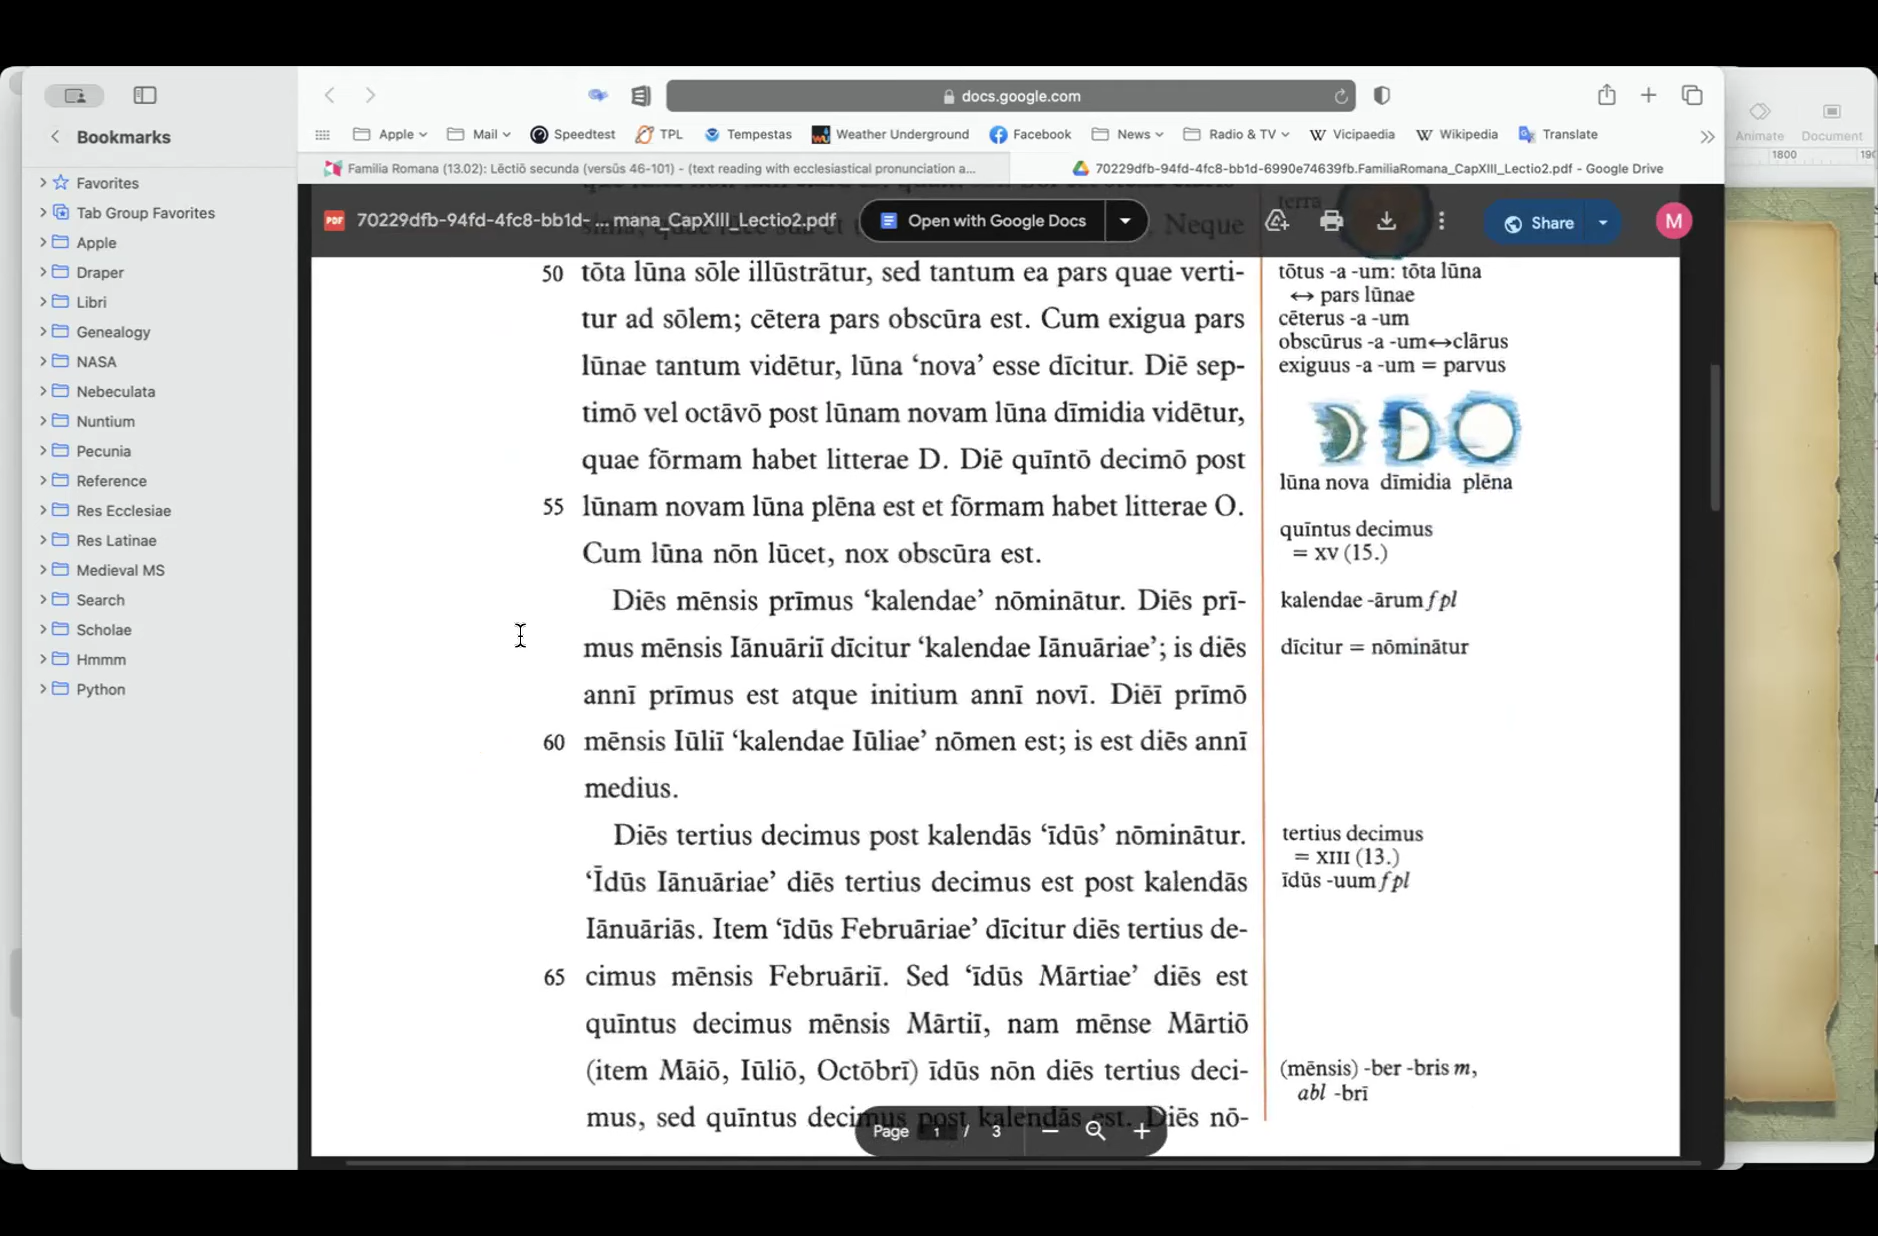 Bookmarks
Favorites
Tab Group Favorites
Apple
Draper
Libri
Genealogy
NASA
Nebeculata
Nuntium
Pecunia
Reference
Res Ecclesiae
Res Latinae
Medieval MS
Search
Scholae
Hmmm
Python
docs.google.com
Apple Mail Speedtest TPL Tempestas Weather Underground Facebook News Radio & TV Vicipaedia Wikipedia Translate
Familia Romana (13.02): Lēctiō secunda (versūs 46-101) - (text reading with ecclesiastical pronunciation a...
70229dfb-94fd-4fc8-bb1d-6990e74639fb.FamiliaRomana_CapXIII_Lectio2.pdf - Google Drive
PDF 70229dfb-94fd-4fc8-bb1d- ... mana_CapXIII_Lectio2.pdf
Open with Google Docs
Share
M
Neque
50 tōta lūna sōle illūstrātur, sed tantum ea pars quae verti-
tur ad sōlem; cētera pars obscūra est. Cum exigua pars
lūnae tantum vidētur, lūna ‘nova’ esse dīcitur. Diē sep-
timō vel octāvō post lūnam novam lūna dīmidia vidētur,
quae fōrmam habet litterae D. Diē quīntō decimō post
55 lūnam novam lūna plēna est et fōrmam habet litterae O.
Cum lūna nōn lūcet, nox obscūra est.
Diēs mēnsis prīmus ‘kalendae’ nōminātur. Diēs prī-
mus mēnsis Iānuāriī dīcitur ‘kalendae Iānuāriae’; is diēs
annī prīmus est atque initium annī novī. Diēī prīmō
60 mēnsis Iūliī ‘kalendae Iūliae’ nōmen est; is est diēs annī
medius.
Diēs tertius decimus post kalendās ‘īdūs’ nōminātur.
‘Īdūs Iānuāriae’ diēs tertius decimus est post kalendās
Iānuāriās. Item ‘īdūs Februāriae’ dīcitur diēs tertius de-
65 cimus mēnsis Februāriī. Sed ‘īdūs Mārtiae’ diēs est
quīntus decimus mēnsis Mārtiī, nam mēnse Mārtiō
(item Māiō, Iūliō, Octōbrī) īdūs nōn diēs tertius deci-
mus, sed quīntus decimus post kalendās est. Diēs nō-
terra
tōtus -a -um: tōta lūna
↔ pars lūnae
cēterus -a -um
obscūrus -a -um↔clārus
exiguus -a -um = parvus
lūna nova dīmidia plēna
quīntus decimus
= XV (15.)
kalendae -ārum f pl
dīcitur = nōminātur
tertius decimus
= XIII (13.)
īdūs -uum f pl
(mēnsis) -ber -bris m,
abl -brī
Page 1 / 3
Animate Document
1800